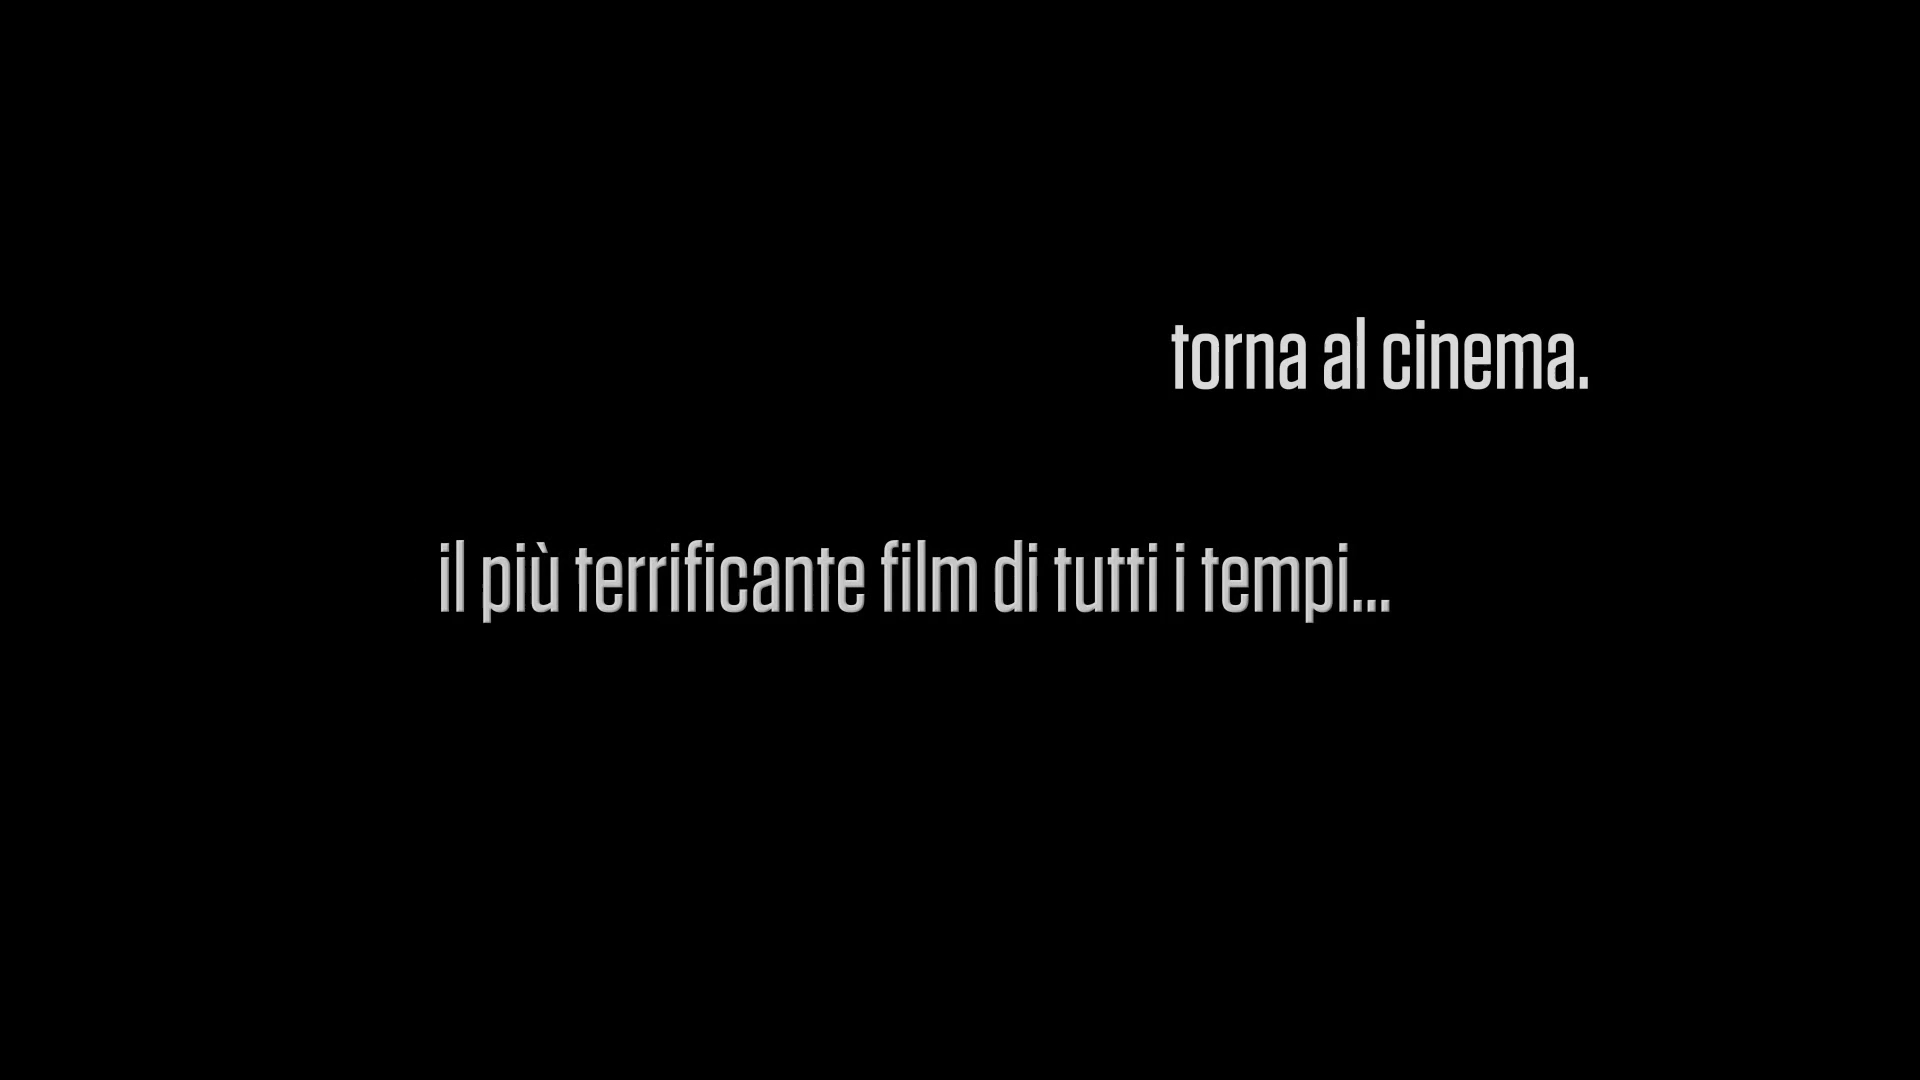 torna al cinema.
il più terrificante film di tutti i tempi...